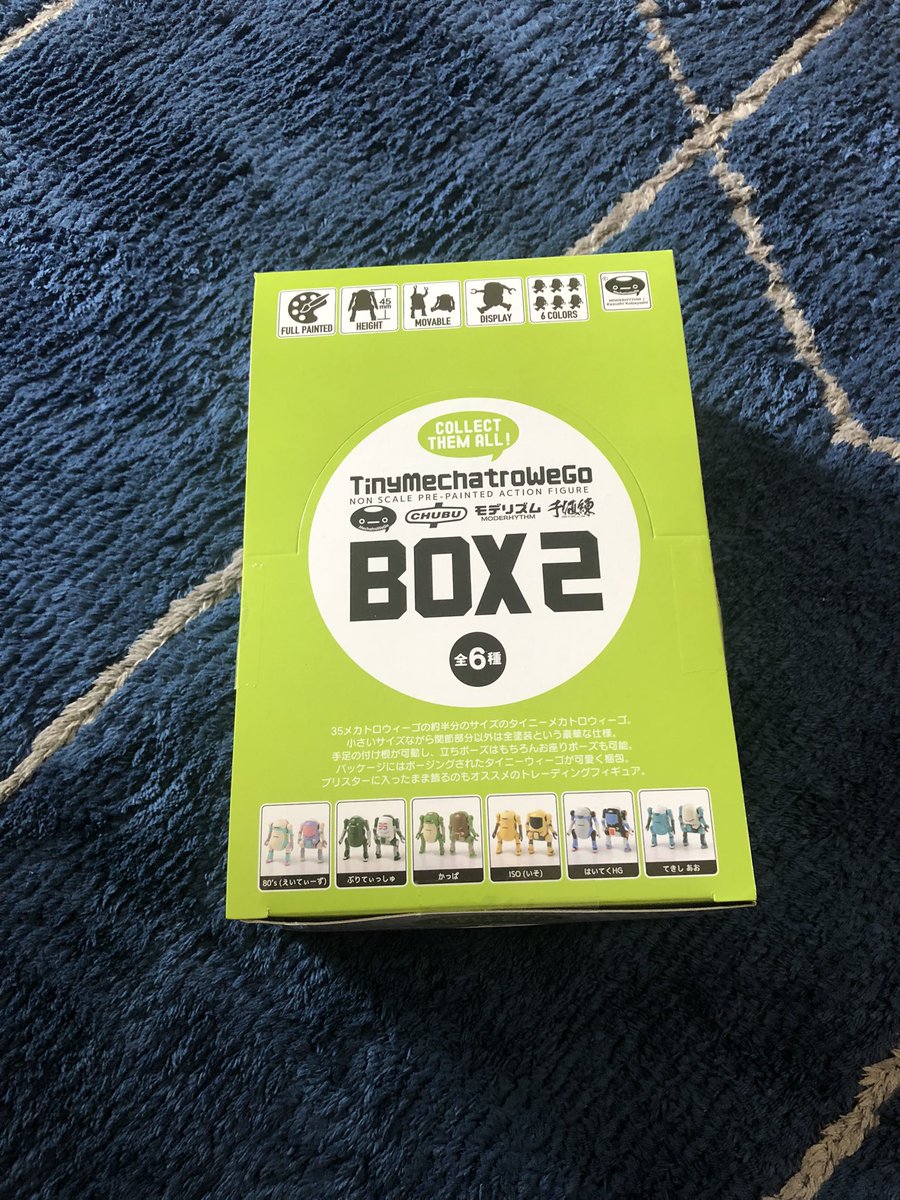 FULL PAINTED
45mm
HEIGHT
MOVABLE
DISPLAY
6 COLORS
MODERHYTHM /
Kazushi Kobayashi
COLLECT
THEM ALL!
TinyMechatroWeGo
NON SCALE PRE-PAINTED ACTION FIGURE
CHUBU
モデリズム
MODERHYTHM
千値練
BOX 2
全6種
35メカトロウィーゴの約半分のサイズのタイニーメカトロウィーゴ。
小さいサイズながら関節部分以外は全塗装という豪華な仕様。
手足の付け根が可動し、立ちポーズはもちろんお座りポーズも可能。
パッケージにはポージングされたタイニーウィーゴが可愛く梱包。
ブリスターに入ったまま飾るのもオススメのトレーディングフィギュア。
80's (えいてぃーず)
ぶりてぃっしゅ
かっぱ
ISO (いそ)
はいてくHG
てきし あお